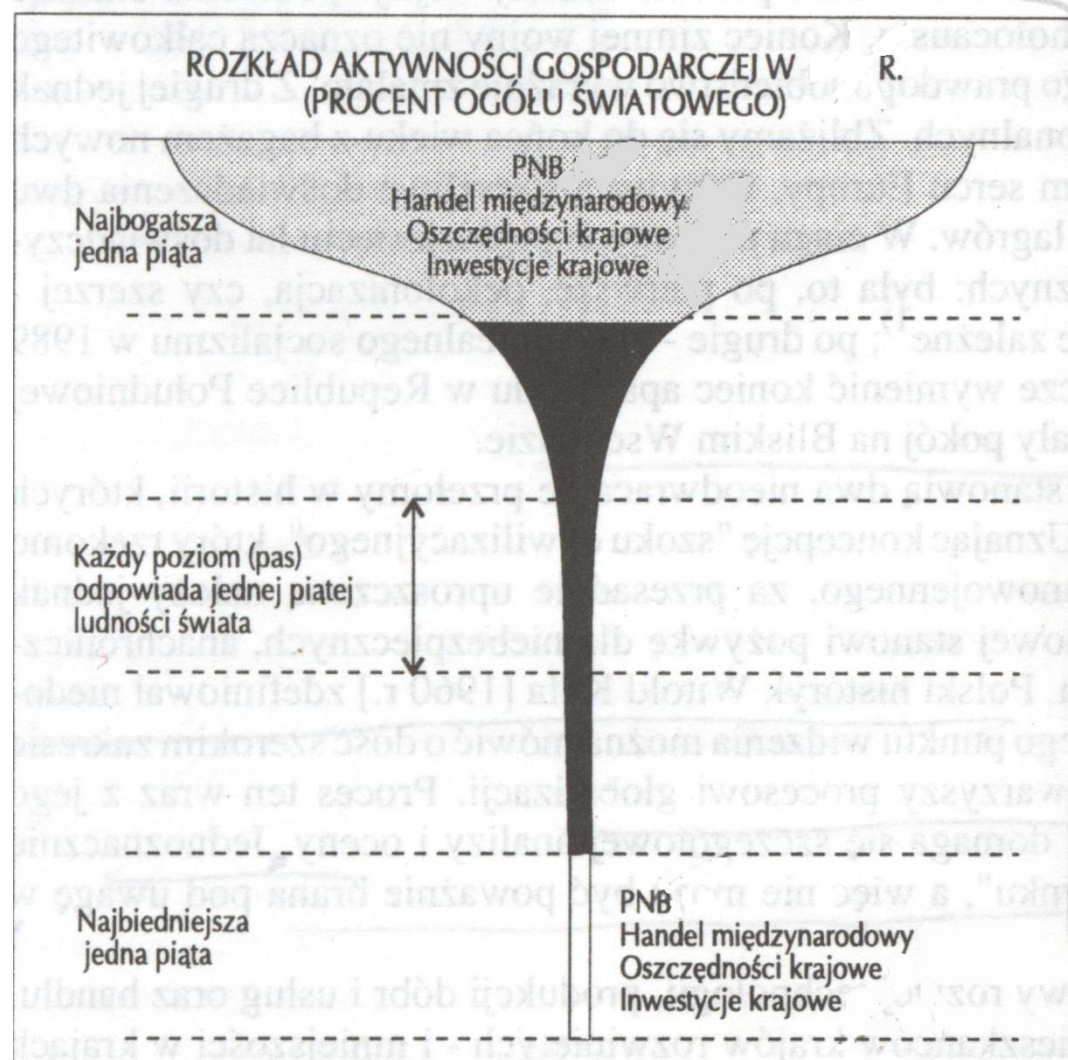 ROZKŁAD AKTYWNOŚCI GOSPODARCZEJ W R.
(PROCENT OGÓŁU ŚWIATOWEGO)
PNB
Handel międzynarodowy
Oszczędności krajowe
Inwestycje krajowe
Najbogatsza
jedna piąta
Każdy poziom (pas)
odpowiada jednej piątej
ludności świata
Najbiedniejsza
jedna piąta
PNB
Handel międzynarodowy
Oszczędności krajowe
Inwestycje krajowe